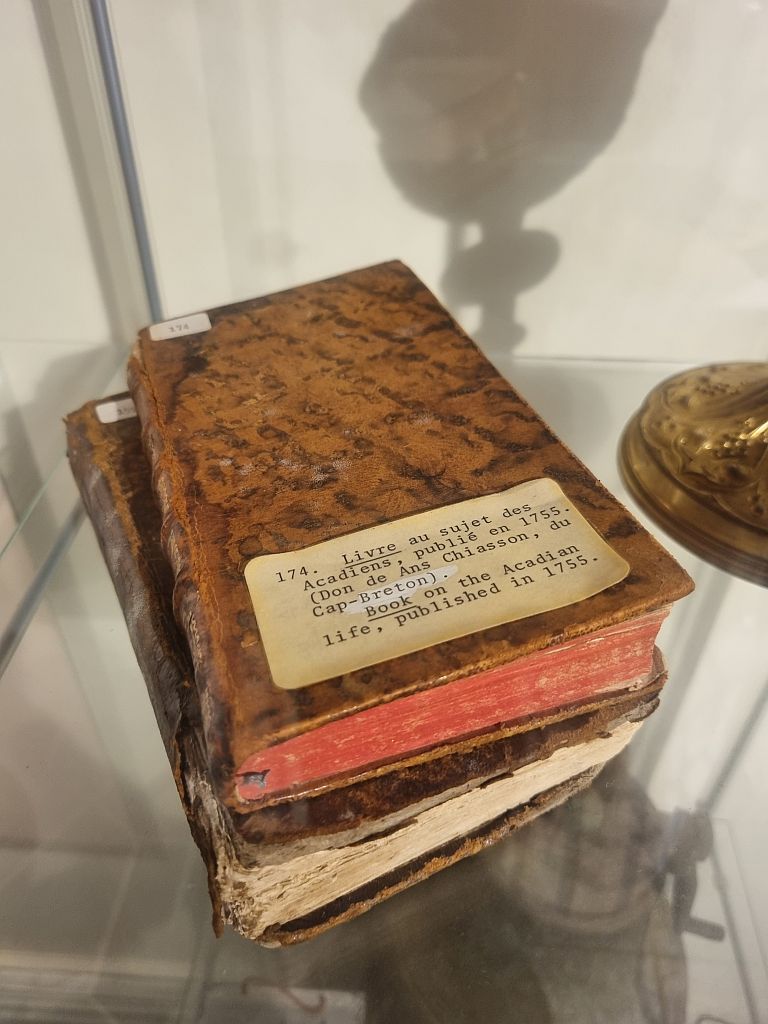 174
174. Livre au sujet des
Acadiens, publié en 1755.
(Don de Ans Chiasson, du
Cap-Breton).
Book on the Acadian
life, published in 1755.